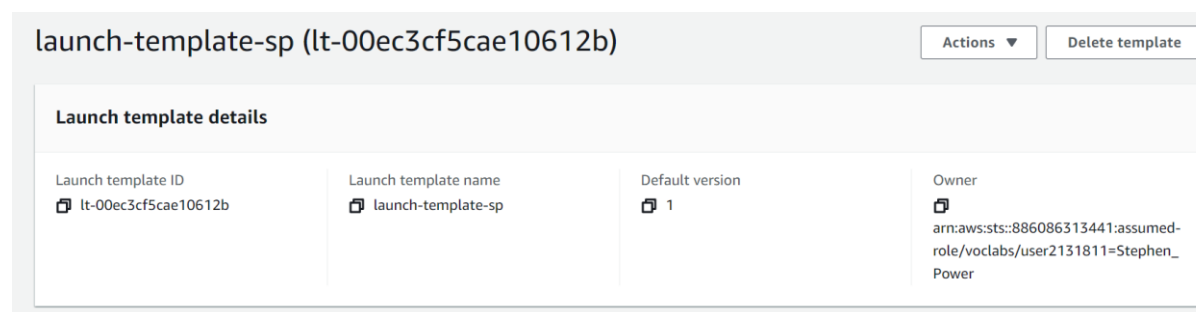 launch-template-sp (lt-00ec3cf5cae10612b)
Actions ▼
Delete template
Launch template details
Launch template ID
lt-00ec3cf5cae10612b
Launch template name
launch-template-sp
Default version
1
Owner
arn:aws:sts::886086313441:assumed-
role/voclabs/user2131811=Stephen_
Power